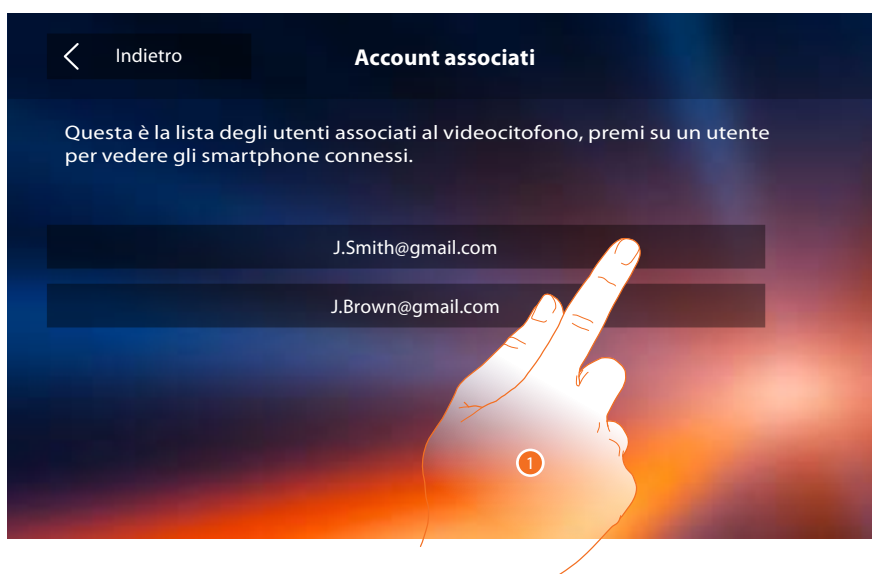 Indietro
Account associati
Questa è la lista degli utenti associati al videocitofono, premi su un utente
per vedere gli smartphone connessi.
J.Smith@gmail.com
J.Brown@gmail.com
1